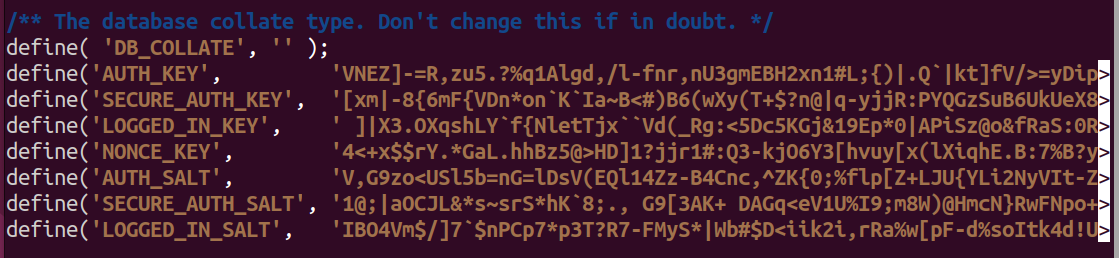 /** The database collate type. Don't change this if in doubt. */
define( 'DB_COLLATE', '' );
define('AUTH_KEY',         'VNEZ]-=R,zu5.?%q1Algd,/l-fnr,nU3gmEBH2xn1#L;{)|.Q`|kt]fV/>=yDip>
define('SECURE_AUTH_KEY',  '[xm|-8{6mF{VDn*on`K`Ia~B<#)B6(wXy(T+$?n@|q-yjjR:PYQGzSuB6UkUeX8>
define('LOGGED_IN_KEY',    ' ]|X3.OXqshLY`f{NletTjx``Vd(_Rg:<5Dc5KGj&19Ep*0|APiSz@o&fRaS:0R>
define('NONCE_KEY',        '4<+x$$rY.*GaL.hhBz5@>HD]1?jjr1#:Q3-kjO6Y3[hvuy[x(lXiqhE.B:7%B?y>
define('AUTH_SALT',        'V,G9zo<USl5b=nG=lDsV(EQl14Zz-B4Cnc,^ZK{0;%flp[Z+LJU{YLi2NyVIt-Z>
define('SECURE_AUTH_SALT', '1@;|aOCJL&*s~srS*hK`8;., G9[3AK+ DAGq<eV1U%I9;m8W)@HmcN}RwFNpo+>
define('LOGGED_IN_SALT',   'IBO4Vm$/]7`$nPCp7*p3T?R7-FMyS*|Wb#$D<iik2i,rRa%w[pF-d%soItk4d!U>